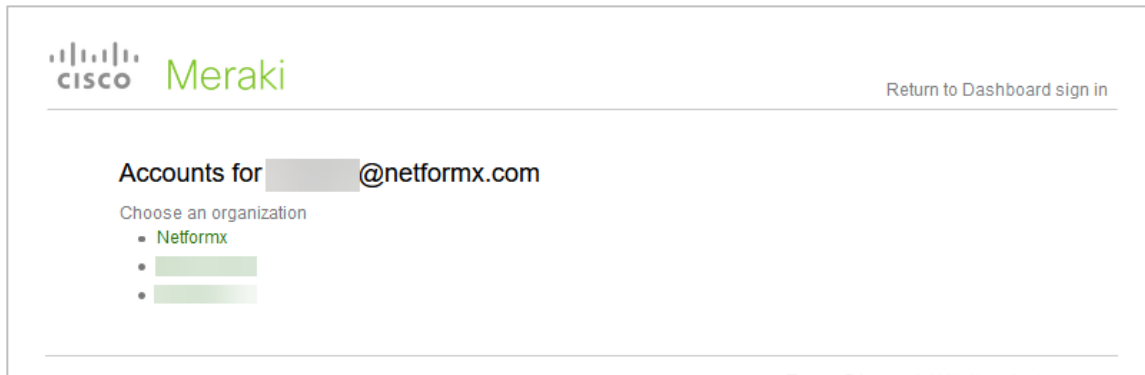 CISCO Meraki
Return to Dashboard sign in
Accounts for @netformx.com
Choose an organization
Netformx